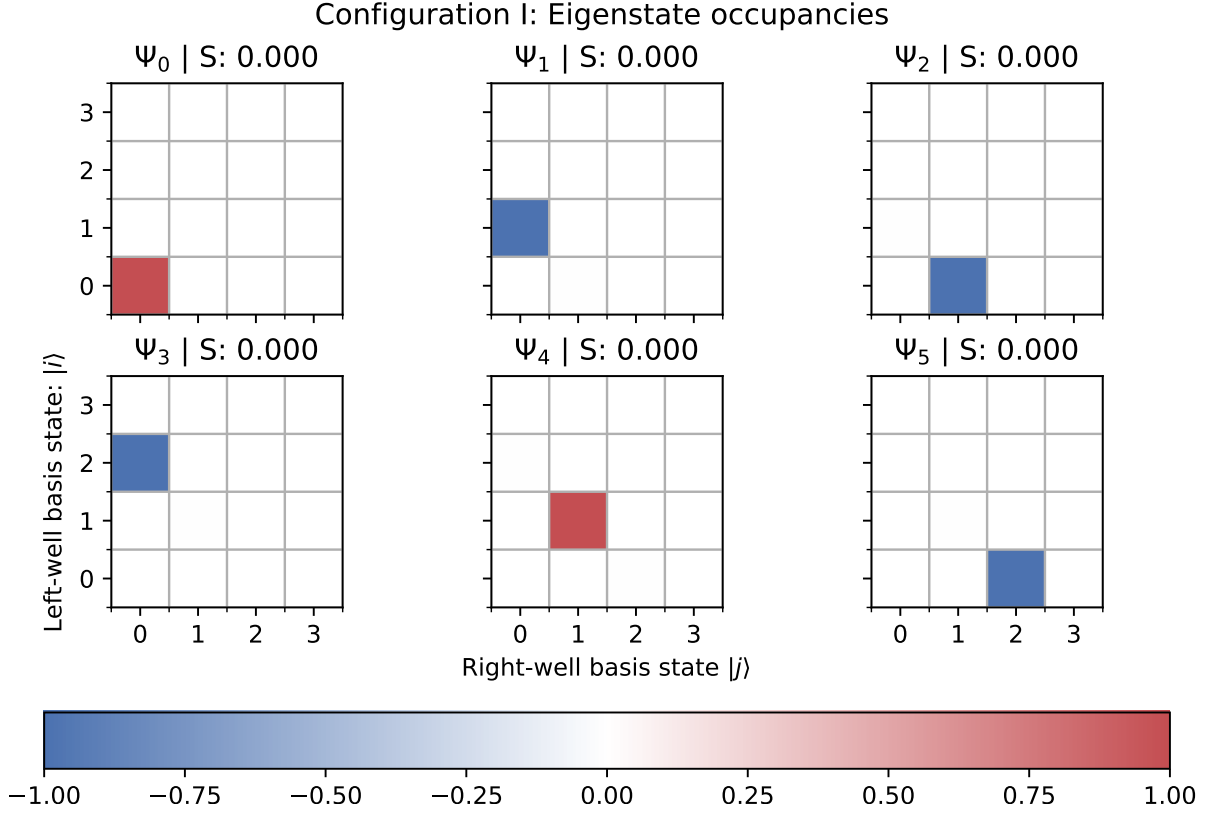 Configuration I: Eigenstate occupancies
Ψ₀ | S: 0.000
Ψ₁ | S: 0.000
Ψ₂ | S: 0.000
3
2
1
0
Ψ₃ | S: 0.000
Ψ₄ | S: 0.000
Ψ₅ | S: 0.000
Left-well basis state: |i⟩
3
2
1
0
0 1 2 3
0 1 2 3
0 1 2 3
Right-well basis state |j⟩
−1.00 −0.75 −0.50 −0.25 0.00 0.25 0.50 0.75 1.00